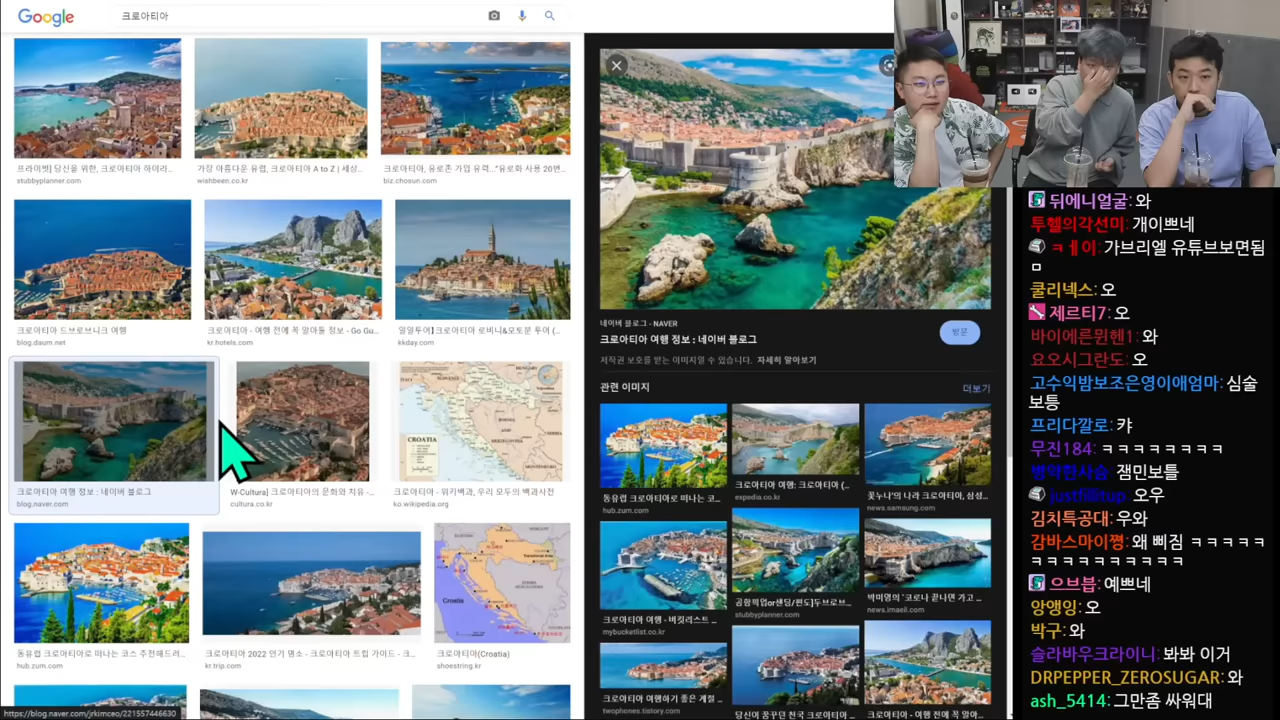 Google
크로아티아
프라이빗] 당신을 위한, 크로아티아 하이라...
stubbyplanner.com
가장 아름다운 유럽, 크로아티아 A to Z | 세상...
wishbeen.co.kr
크로아티아, 유로존 가입 유력..."유로화 사용 20번...
biz.chosun.com
크로아티아 드브로브니크 여행
blog.daum.net
크로아티아 - 여행 전에 꼭 알아둘 정보 - Go Gu...
kr.hotels.com
일일투어】크로아티아 로비니&모토분 투어 (...
kkday.com
크로아티아 여행 정보 : 네이버 블로그
blog.naver.com
W-Cultura] 크로아티아의 문화와 치유 -...
cultura.co.kr
CROATIA
크로아티아 - 위키백과, 우리 모두의 백과사전
ko.wikipedia.org
동유럽 크로아티아로 떠나는 코스 추천해드려...
hub.zum.com
크로아티아 2022 인기 명소 - 크로아티아 트립 가이드 - 크...
kr.trip.com
Croatia
크로아티아(Croatia)
shoestring.kr
https://blog.naver.com/jrkimceo/221557446630
네이버 블로그 - NAVER
크로아티아 여행 정보 : 네이버 블로그
방문
저작권 보호를 받는 이미지일 수 있습니다. 자세히 알아보기
관련 이미지
더보기
동유럽 크로아티아로 떠나는 코...
hub.zum.com
크로아티아 여행: 크로아티아 (...
expedia.co.kr
꽃누나'의 나라 크로아티아, 삼성...
news.samsung.com
크로아티아 여행 - 버킷리스트 ...
mybucketlist.co.kr
공항픽업or샌딩/편도]두브로브...
stubbyplanner.com
박미영의 '코로나 끝나면 가고 ...
news.imaeil.com
크로아티아 여행하기 좋은 계절 ...
twophones.tistory.com
당신이 꿈꾸던 천국 크로아티아...
크로아티아 - 여행 전에 꼭 알아...
뒤에니얼굴: 와
투헬의각선미: 개이쁘네
ㅋㅔ이: 가브리엘 유튜브보면됨
ㅁ
쿨리넥스: 오
제르티7: 오
바이에른뮌헨1: 와
요오시그란도: 오
고수익밤보조은영이애엄마: 심술
보틍
프리다깔로: 캬
무진184: ㅋㅋㅋㅋㅋㅋㅋㅋ
병약한사슴: 잼민보틀
justfillitup: 오우
김치특공대: 우와
감바스마이쪙: 왜 삐짐 ㅋㅋㅋㅋㅋ
ㅋㅋㅋㅋㅋㅋㅋㅋㅋㅋ
으브븝: 예쁘네
앙앵잉: 오
박구: 와
슬라바우크라이니: 봐봐 이거
DRPEPPER_ZEROSUGAR: 와
ash_5414: 그만좀 싸워대